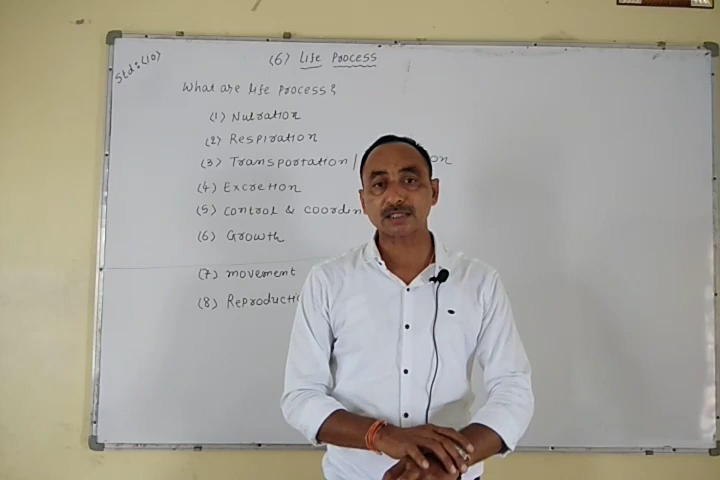 Std:(10)
(6) Life Process
What are life process?
(1) Nutration
(2) Respiration
(3) Transportation /
(4) Excretion
(5) control & coordin
(6) Growth
(7) movement
(8) Reproducti